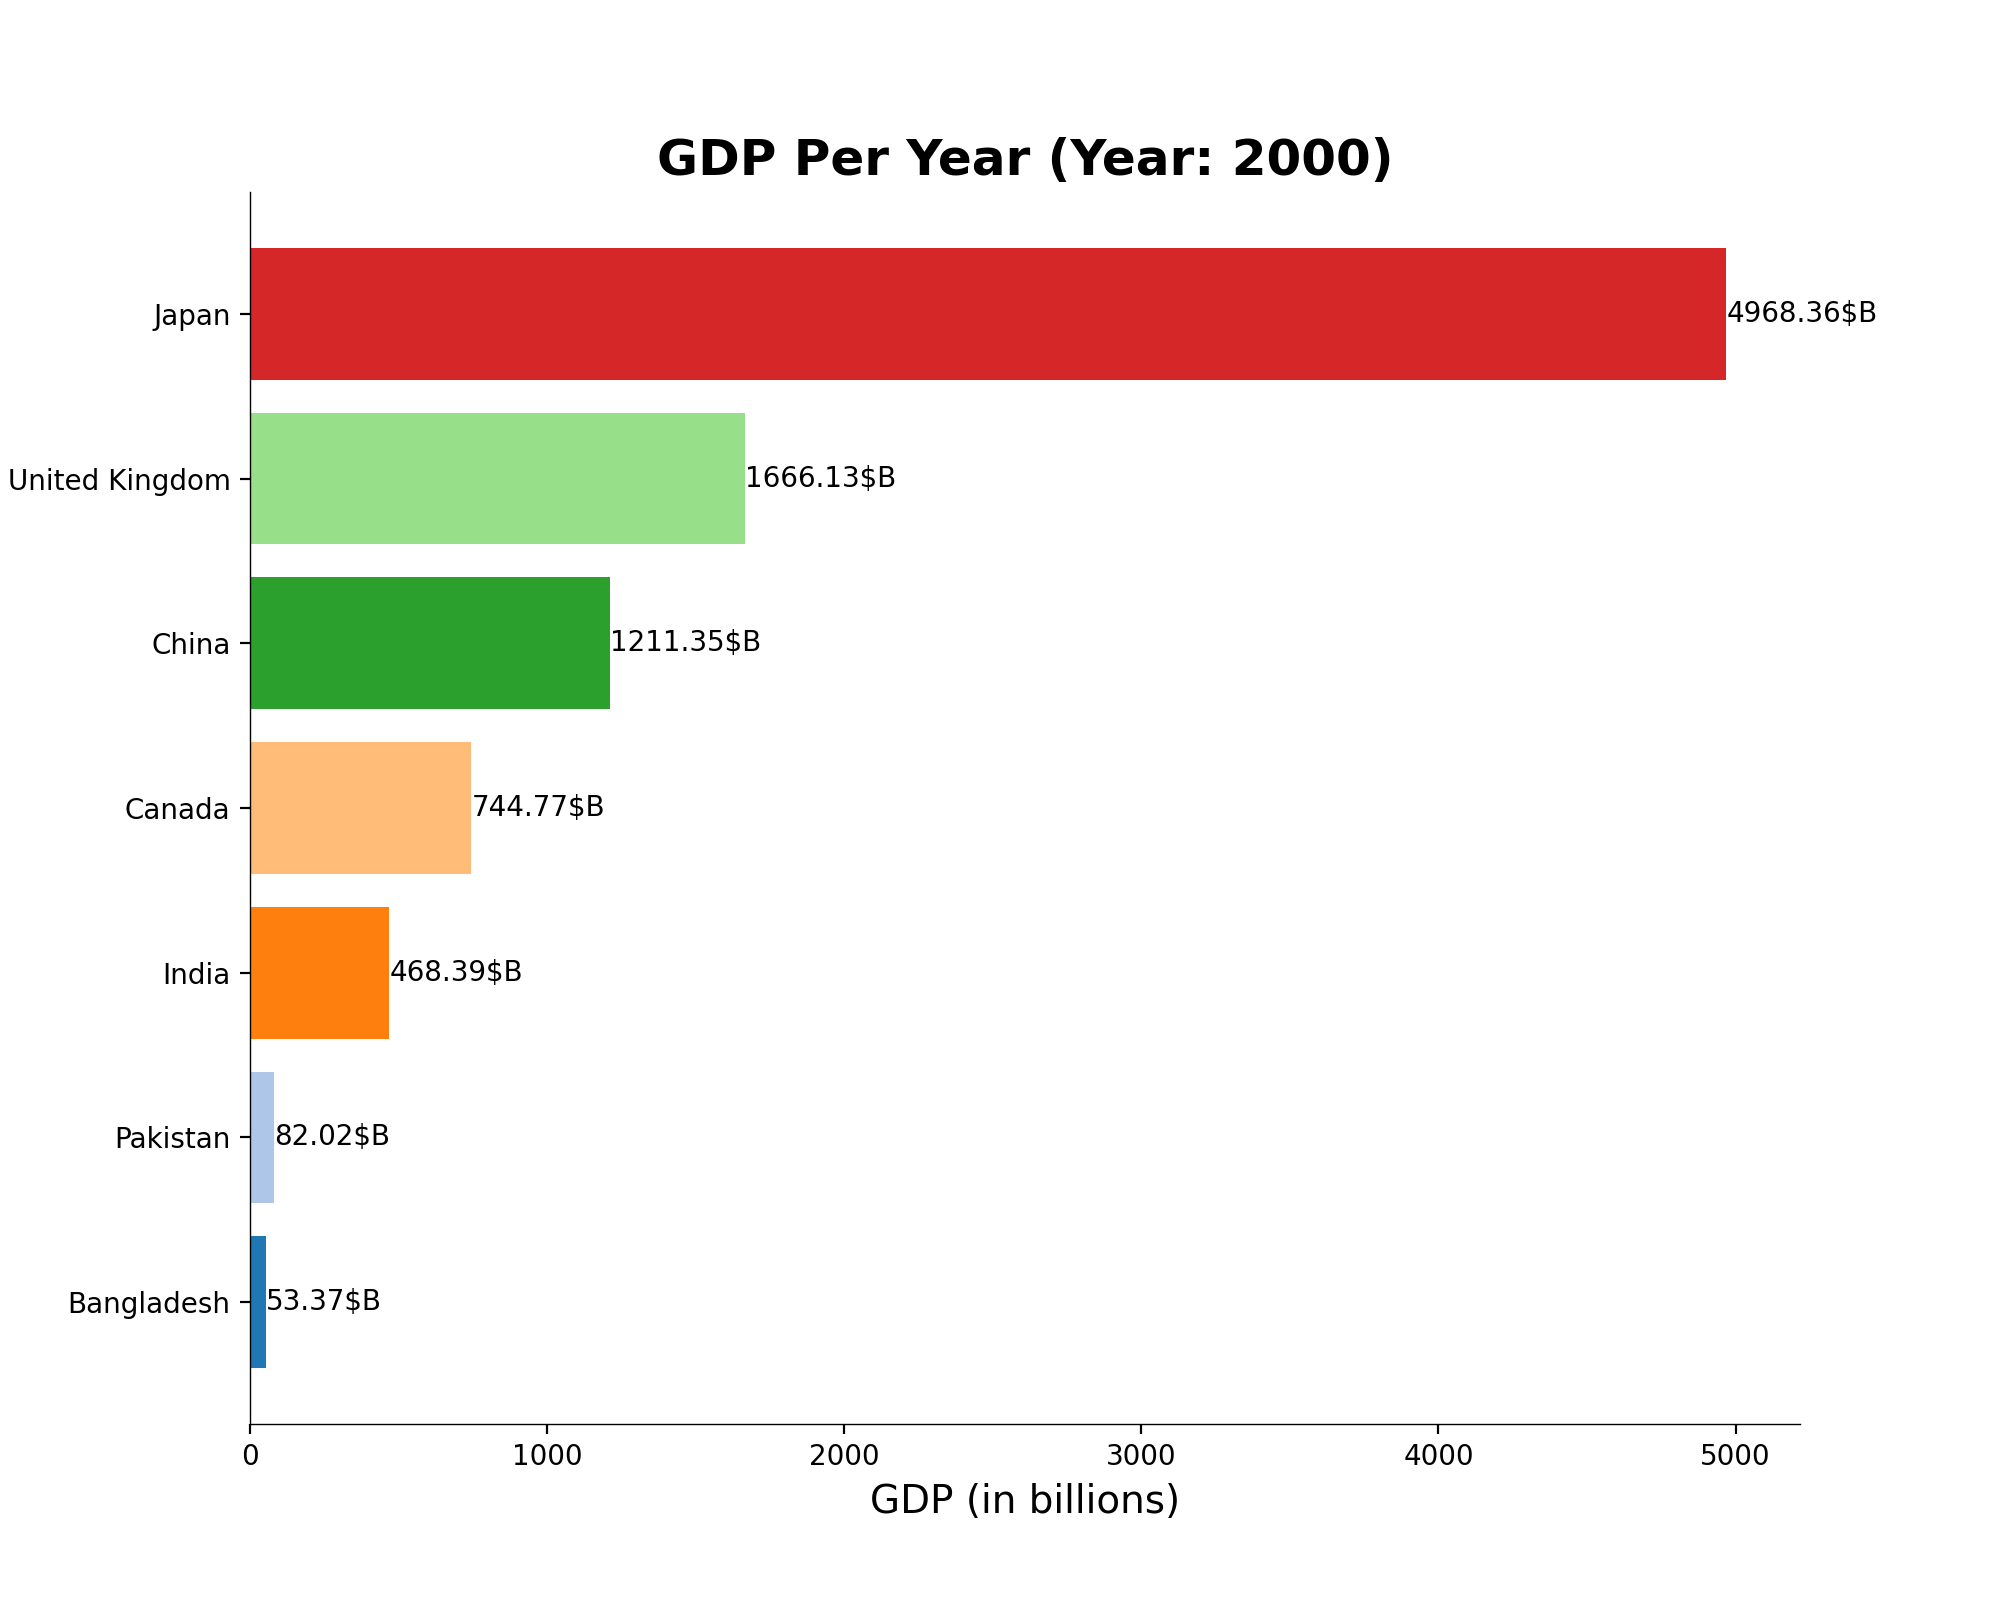 GDP Per Year (Year: 2000)
Japan
4968.36$B
United Kingdom
1666.13$B
China
1211.35$B
Canada
744.77$B
India
468.39$B
Pakistan
82.02$B
Bangladesh
53.37$B
0 1000 2000 3000 4000 5000
GDP (in billions)